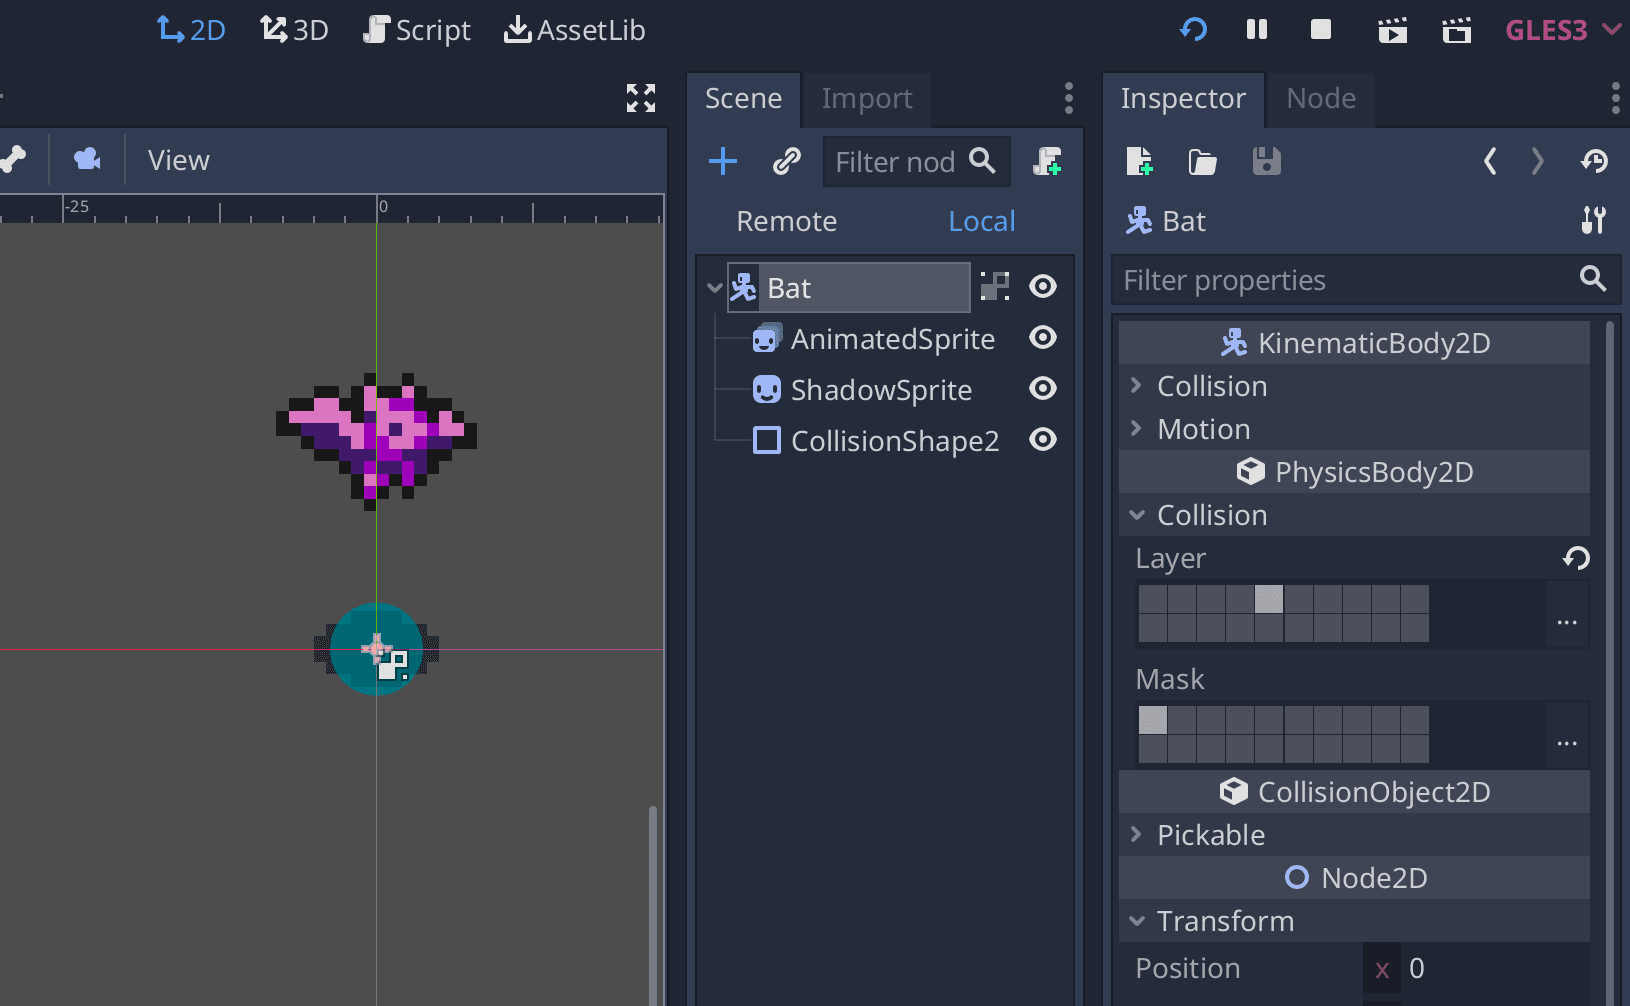 2D 3D Script AssetLib GLES3
Scene Import Inspector Node
View
Filter nod
Remote Local
Bat
Filter properties
-25 0
Bat
AnimatedSprite
ShadowSprite
CollisionShape2
KinematicBody2D
Collision
Motion
PhysicsBody2D
Collision
Layer
...
Mask
...
CollisionObject2D
Pickable
Node2D
Transform
Position x 0